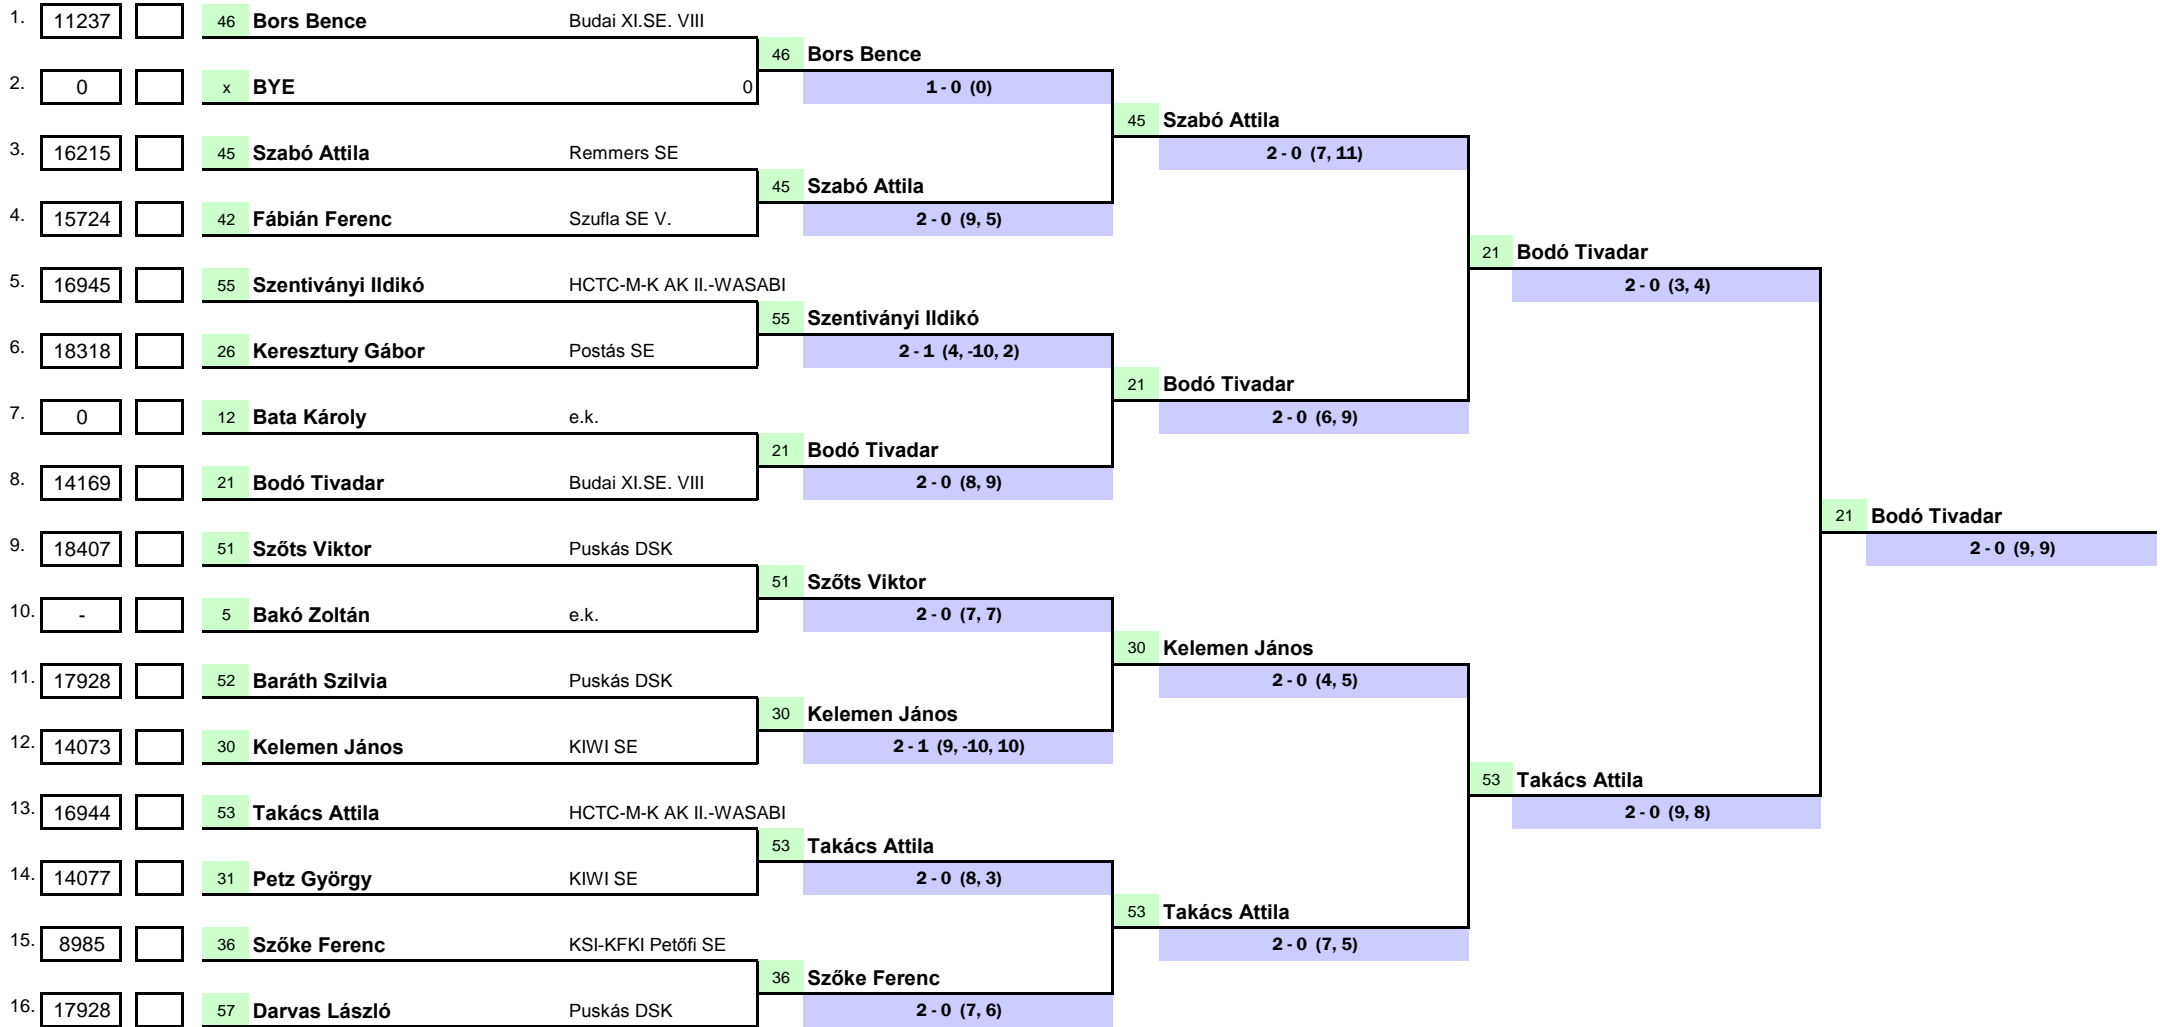 1. 11237 46 Bors Bence Budai XI.SE. VIII
46 Bors Bence
2. 0 x BYE 0 1 - 0 (0)
45 Szabó Attila
3. 16215 45 Szabó Attila Remmers SE 2 - 0 (7, 11)
45 Szabó Attila
4. 15724 42 Fábián Ferenc Szufla SE V. 2 - 0 (9, 5)
21 Bodó Tivadar
5. 16945 55 Szentiványi Ildikó HCTC-M-K AK II.-WASABI 2 - 0 (3, 4)
55 Szentiványi Ildikó
6. 18318 26 Keresztury Gábor Postás SE 2 - 1 (4, -10, 2)
21 Bodó Tivadar
7. 0 12 Bata Károly e.k. 2 - 0 (6, 9)
21 Bodó Tivadar
8. 14169 21 Bodó Tivadar Budai XI.SE. VIII 2 - 0 (8, 9)
21 Bodó Tivadar
9. 18407 51 Szőts Viktor Puskás DSK 2 - 0 (9, 9)
51 Szőts Viktor
10. - 5 Bakó Zoltán e.k. 2 - 0 (7, 7)
30 Kelemen János
11. 17928 52 Baráth Szilvia Puskás DSK 2 - 0 (4, 5)
30 Kelemen János
12. 14073 30 Kelemen János KIWI SE 2 - 1 (9, -10, 10)
53 Takács Attila
13. 16944 53 Takács Attila HCTC-M-K AK II.-WASABI 2 - 0 (9, 8)
53 Takács Attila
14. 14077 31 Petz György KIWI SE 2 - 0 (8, 3)
53 Takács Attila
15. 8985 36 Szőke Ferenc KSI-KFKI Petőfi SE 2 - 0 (7, 5)
36 Szőke Ferenc
16. 17928 57 Darvas László Puskás DSK 2 - 0 (7, 6)